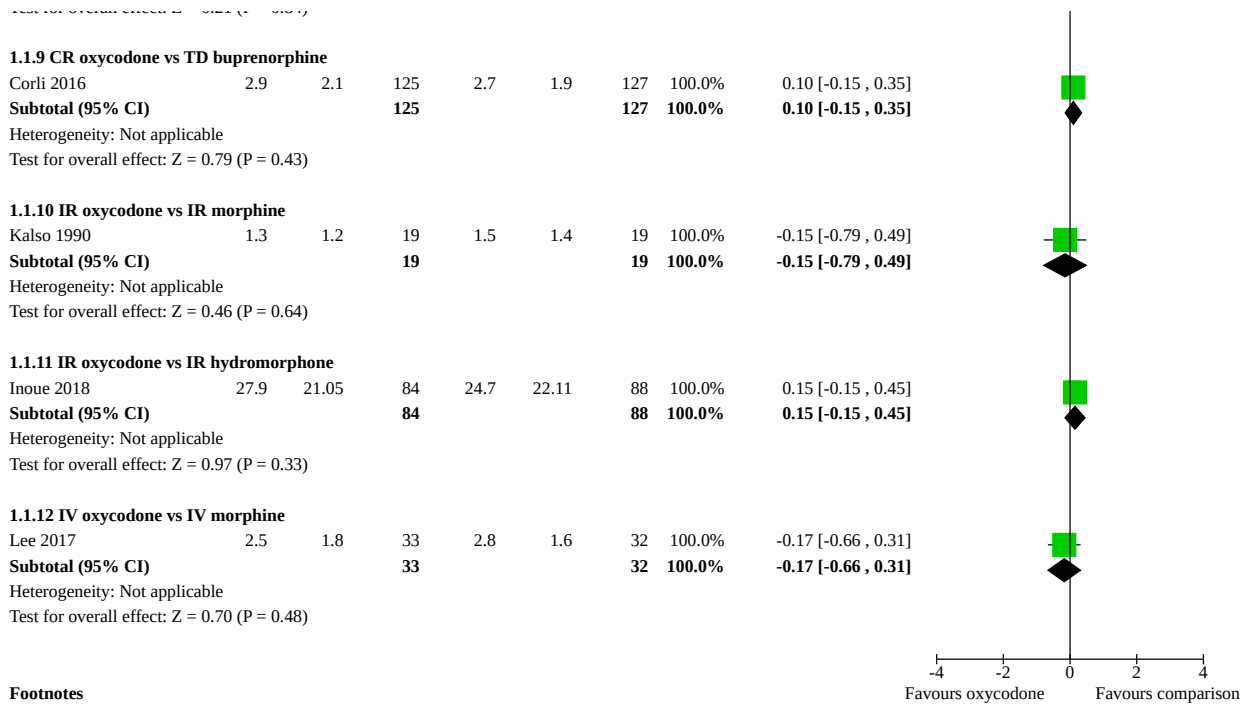 1.1.9 CR oxycodone vs TD buprenorphine
Corli 2016 2.9 2.1 125 2.7 1.9 127 100.0% 0.10 [-0.15 , 0.35]
Subtotal (95% CI) 125 127 100.0% 0.10 [-0.15 , 0.35]
Heterogeneity: Not applicable
Test for overall effect: Z = 0.79 (P = 0.43)
1.1.10 IR oxycodone vs IR morphine
Kalso 1990 1.3 1.2 19 1.5 1.4 19 100.0% -0.15 [-0.79 , 0.49]
Subtotal (95% CI) 19 19 100.0% -0.15 [-0.79 , 0.49]
Heterogeneity: Not applicable
Test for overall effect: Z = 0.46 (P = 0.64)
1.1.11 IR oxycodone vs IR hydromorphone
Inoue 2018 27.9 21.05 84 24.7 22.11 88 100.0% 0.15 [-0.15 , 0.45]
Subtotal (95% CI) 84 88 100.0% 0.15 [-0.15 , 0.45]
Heterogeneity: Not applicable
Test for overall effect: Z = 0.97 (P = 0.33)
1.1.12 IV oxycodone vs IV morphine
Lee 2017 2.5 1.8 33 2.8 1.6 32 100.0% -0.17 [-0.66 , 0.31]
Subtotal (95% CI) 33 32 100.0% -0.17 [-0.66 , 0.31]
Heterogeneity: Not applicable
Test for overall effect: Z = 0.70 (P = 0.48)
-4 -2 0 2 4
Footnotes Favours oxycodone Favours comparison